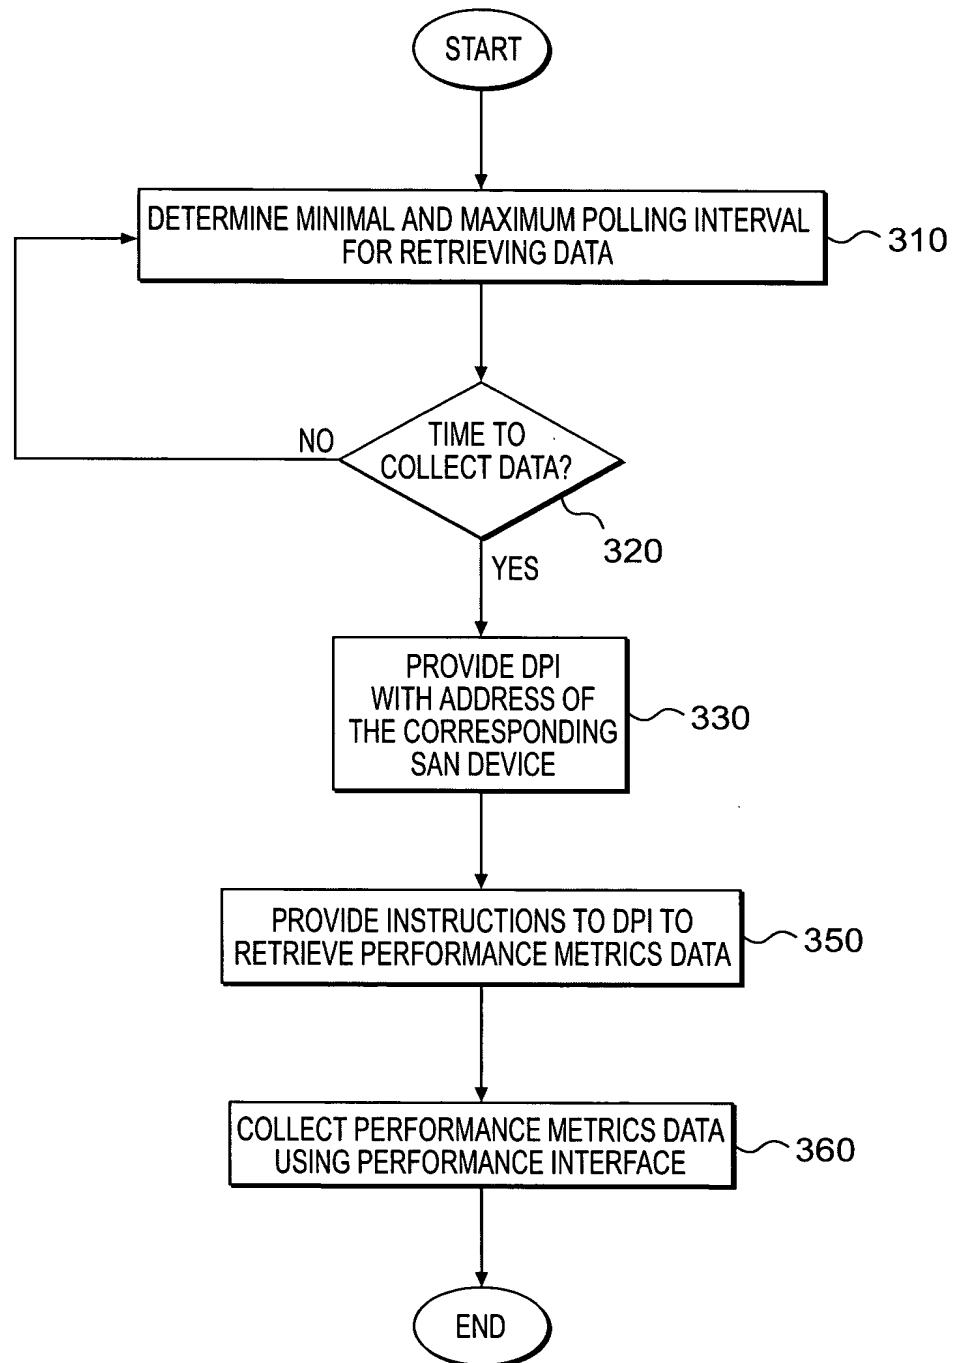 START
DETERMINE MINIMAL AND MAXIMUM POLLING INTERVAL
FOR RETRIEVING DATA
310
NO
TIME TO
COLLECT DATA?
320
YES
PROVIDE DPI
WITH ADDRESS OF
THE CORRESPONDING
SAN DEVICE
330
PROVIDE INSTRUCTIONS TO DPI TO
RETRIEVE PERFORMANCE METRICS DATA
350
COLLECT PERFORMANCE METRICS DATA
USING PERFORMANCE INTERFACE
360
END